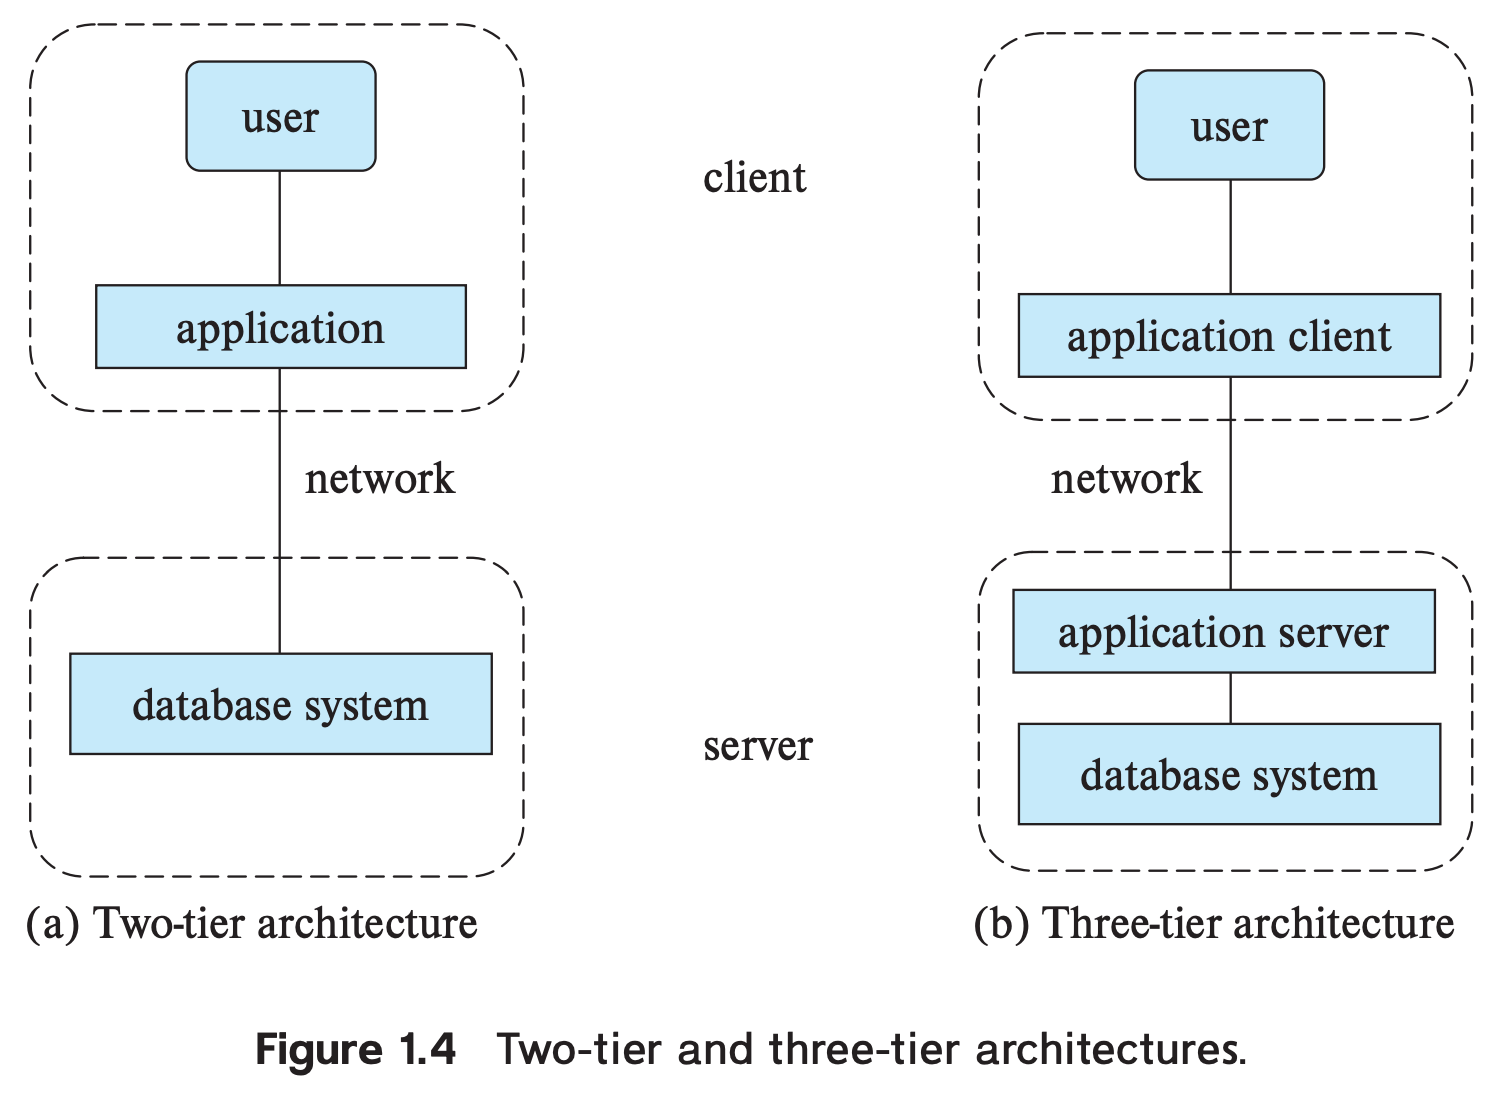 user
application
network
database system
(a) Two-tier architecture
client
server
user
application client
network
application server
database system
(b) Three-tier architecture
Figure 1.4 Two-tier and three-tier architectures.